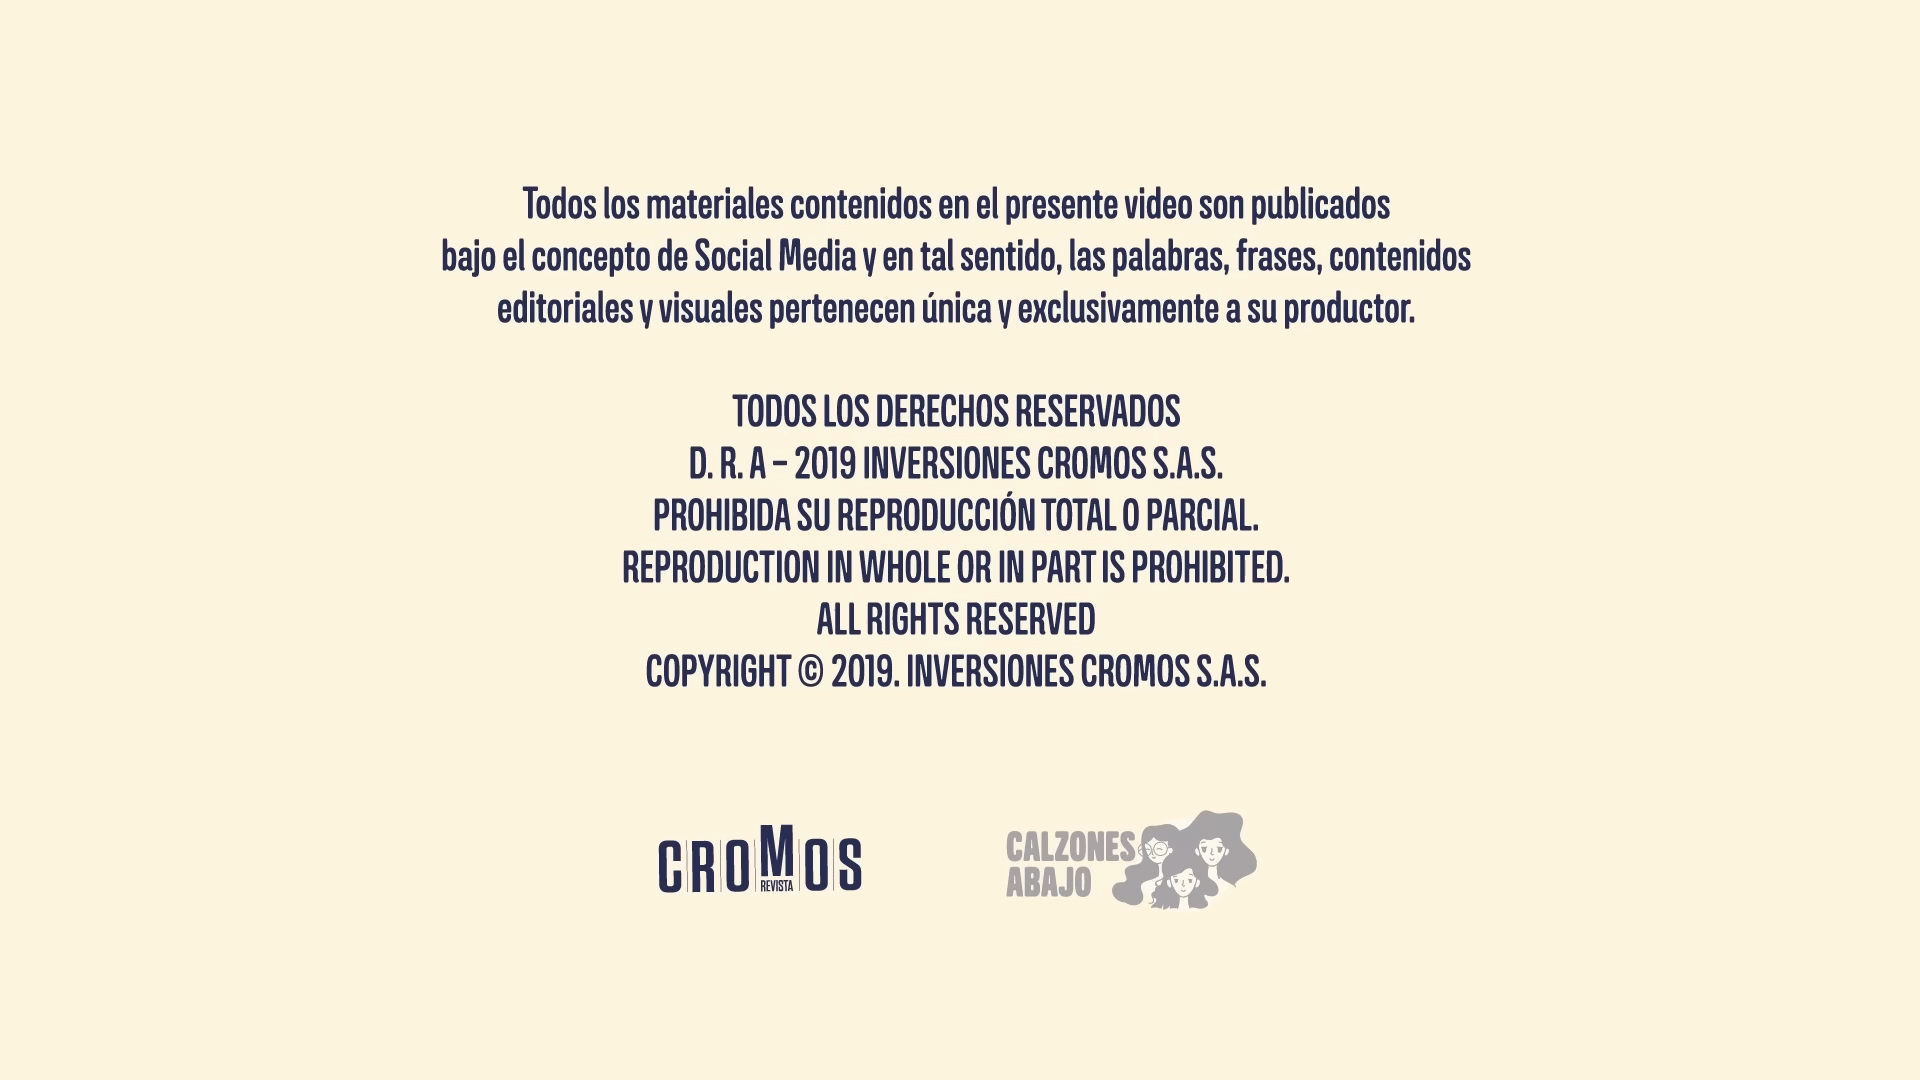 Todos los materiales contenidos en el presente video son publicados
bajo el concepto de Social Media y en tal sentido, las palabras, frases, contenidos
editoriales y visuales pertenecen única y exclusivamente a su productor.
TODOS LOS DERECHOS RESERVADOS
D. R. A – 2019 INVERSIONES CROMOS S.A.S.
PROHIBIDA SU REPRODUCCIÓN TOTAL O PARCIAL.
REPRODUCTION IN WHOLE OR IN PART IS PROHIBITED.
ALL RIGHTS RESERVED
COPYRIGHT © 2019. INVERSIONES CROMOS S.A.S.
CROMOS
REVISTA
CALZONES
ABAJO